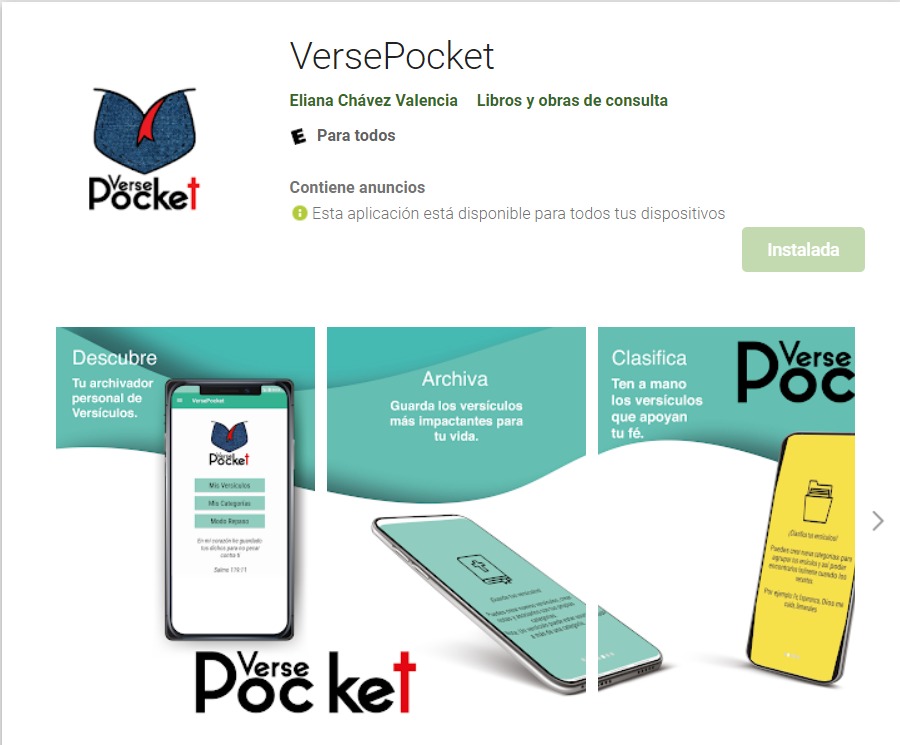 VersePocket
Eliana Chávez Valencia Libros y obras de consulta
E Para todos
Contiene anuncios
Esta aplicación está disponible para todos tus dispositivos
Instalada
Verse
Pocket
Descubre
Tu archivador
personal de
Versículos.
VersePocket
Verse
Pocket
Mis Versículos
Mis Categorías
Modo Repaso
En mi corazón he guardado
tus dichos para no pecar
contra ti
Salmo 119:11
Verse
Pocket
Archiva
Guarda los versículos
más impactantes para
tu vida.
¡Guarda tus versículos!
Clasifica
Ten a mano
los versículos
que apoyan
tu fé.
Verse
Poc
¡Clasifica tus versículos!